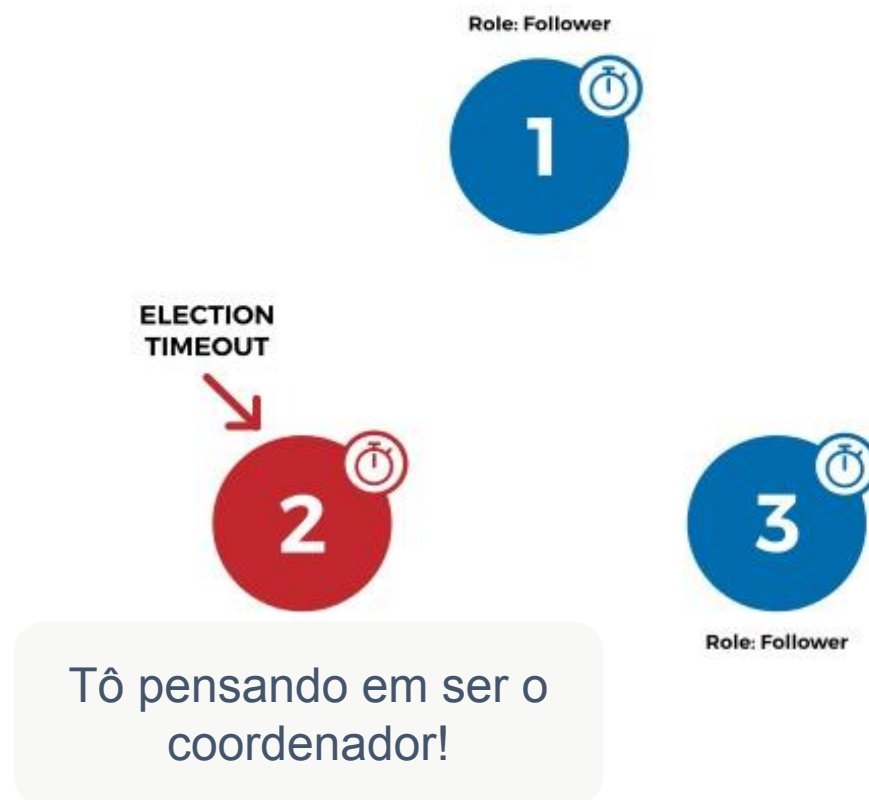 Role: Follower
1
ELECTION
TIMEOUT
2
3
Role: Follower
Tô pensando em ser o
coordenador!